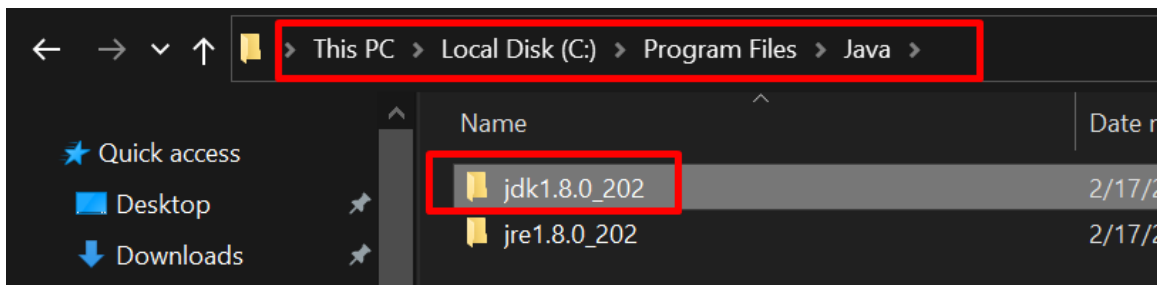 This PC > Local Disk (C:) > Program Files > Java >
Name Date
Quick access
jdk1.8.0_202 2/17/2
Desktop
jre1.8.0_202 2/17/2
Downloads